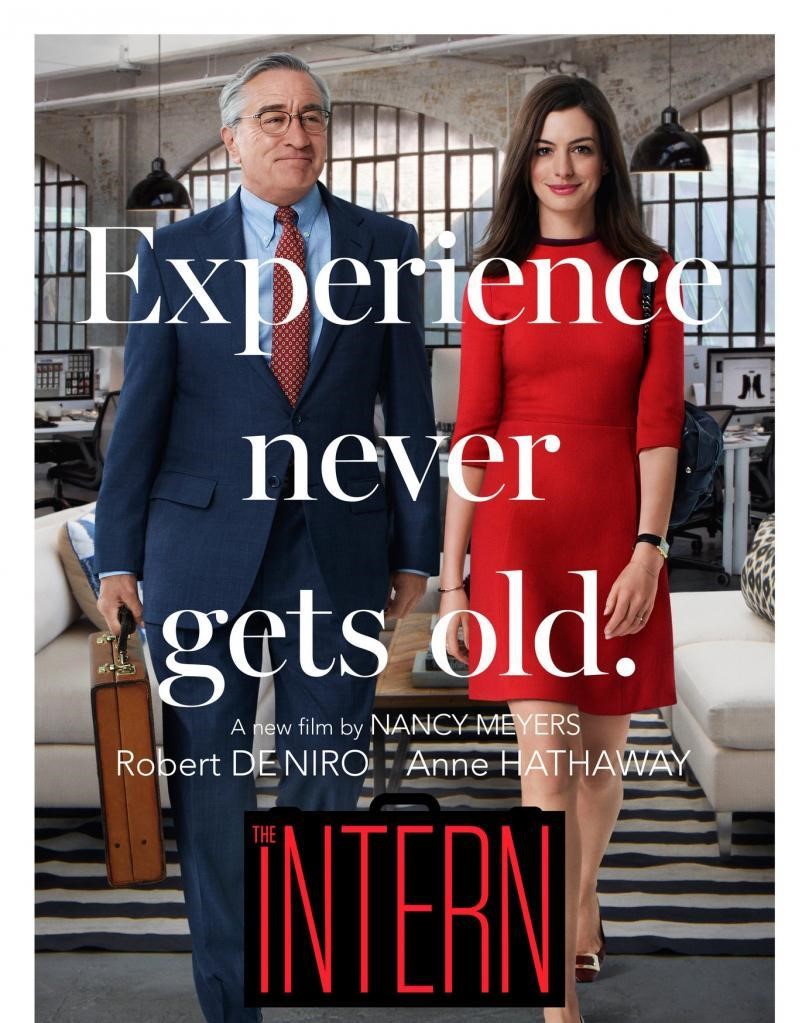 Experience
never
gets old.
A new film by NANCY MEYERS
Robert DE NIRO Anne HATHAWAY
THE
iNTERN